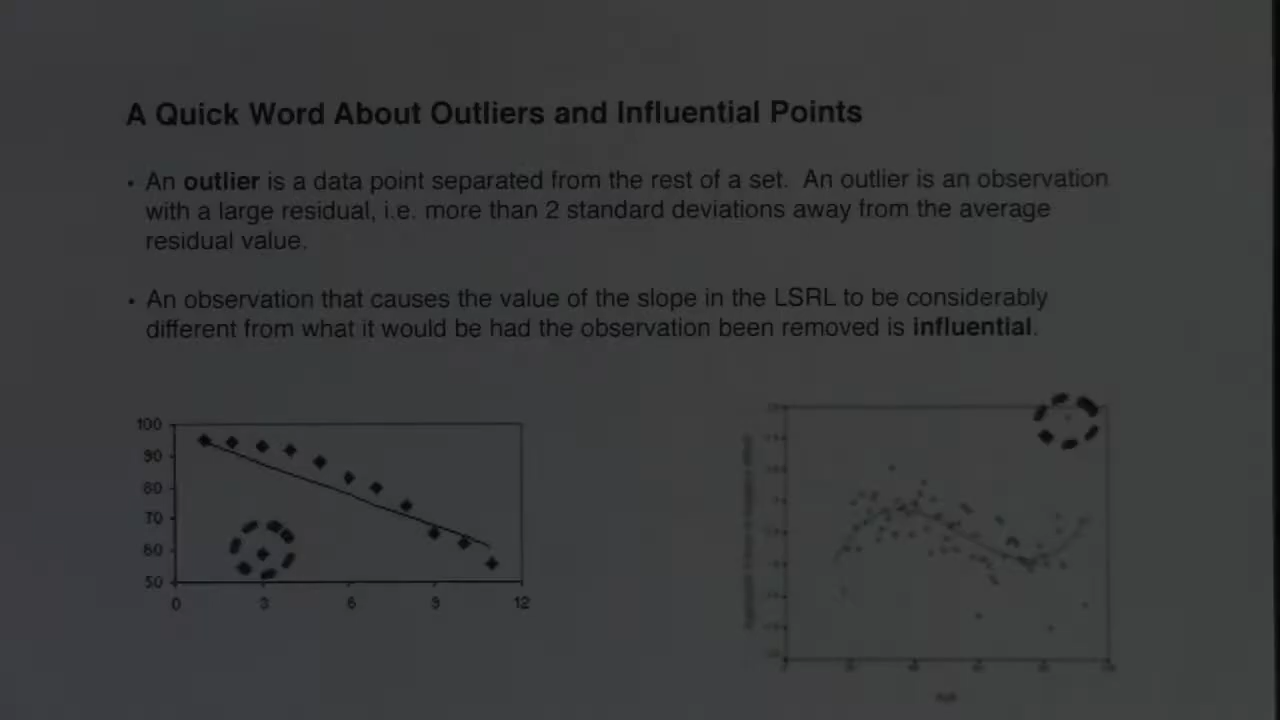 A Quick Word About Outliers and Influential Points
• An outlier is a data point separated from the rest of a set. An outlier is an observation
with a large residual, i.e. more than 2 standard deviations away from the average
residual value.
• An observation that causes the value of the slope in the LSRL to be considerably
different from what it would be had the observation been removed is influential.
100
90
80
70
60
50
0 3 6 9 12